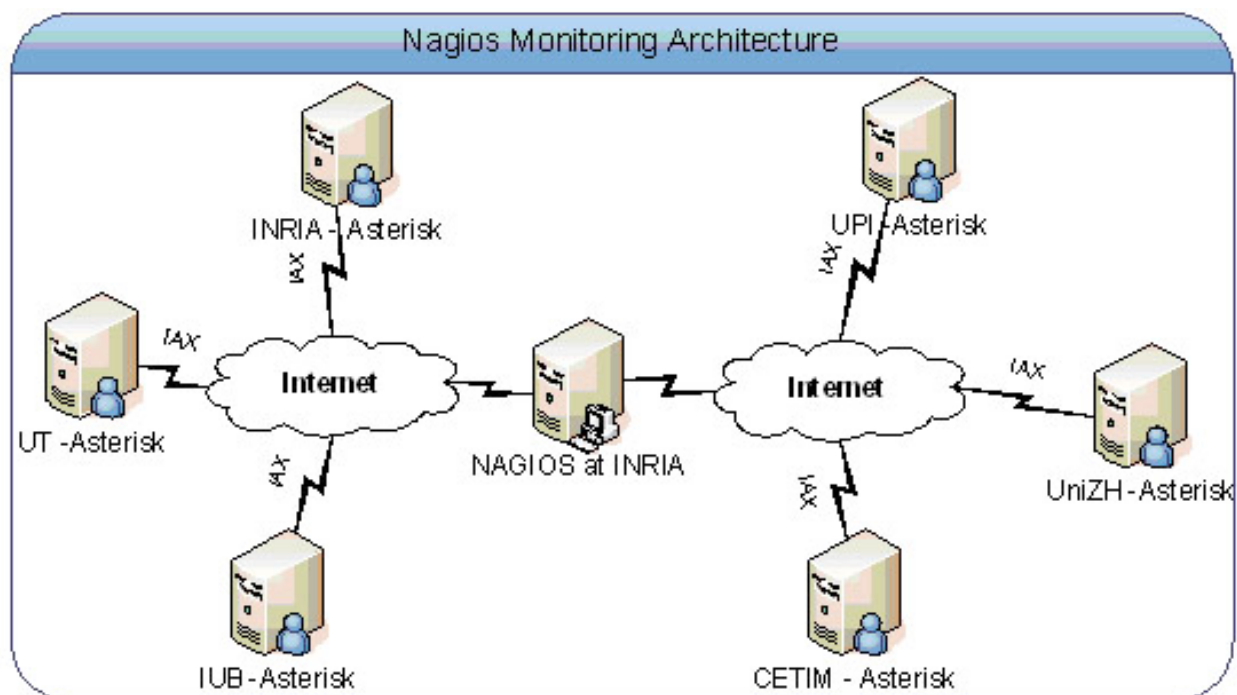 Nagios Monitoring Architecture
INRIA - Asterisk
UPI -Asterisk
IAX
IAX
IAX
Internet
Internet
IAX
UT -Asterisk
NAGIOS at INRIA
UniZH -Asterisk
IAX
IAX
IUB -Asterisk
CETIM - Asterisk